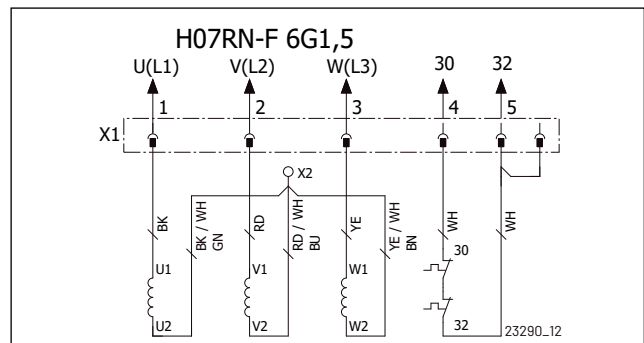 H07RN-F 6G1,5
U(L1) V(L2) W(L3) 30 32
1 2 3 4 5
X1
X2
BK
BK / WH
GN
RD
RD / WH
BU
YE
YE / WH
BN
WH
WH
U1 V1 W1 30
U2 V2 W2 32
23290_12